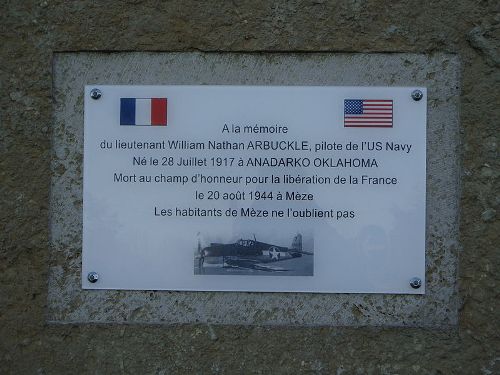 A la mémoire
du lieutenant William Nathan ARBUCKLE, pilote de l'US Navy
Né le 28 Juillet 1917 à ANADARKO OKLAHOMA
Mort au champ d'honneur pour la libération de la France
le 20 août 1944 à Mèze
Les habitants de Mèze ne l'oublient pas